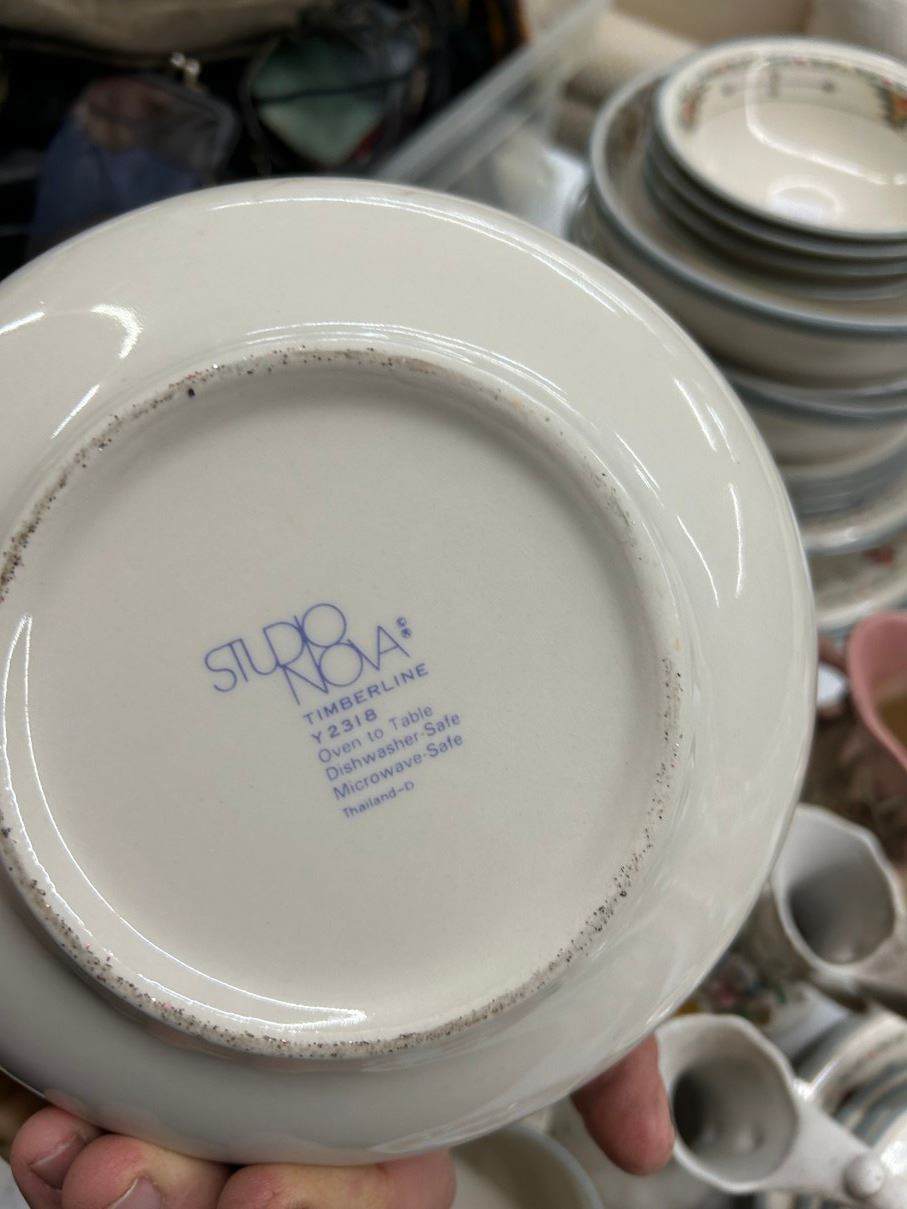 STUDIO
NOVA®
TIMBERLINE
Y2318
Oven to Table
Dishwasher-Safe
Microwave-Safe
Thailand-D